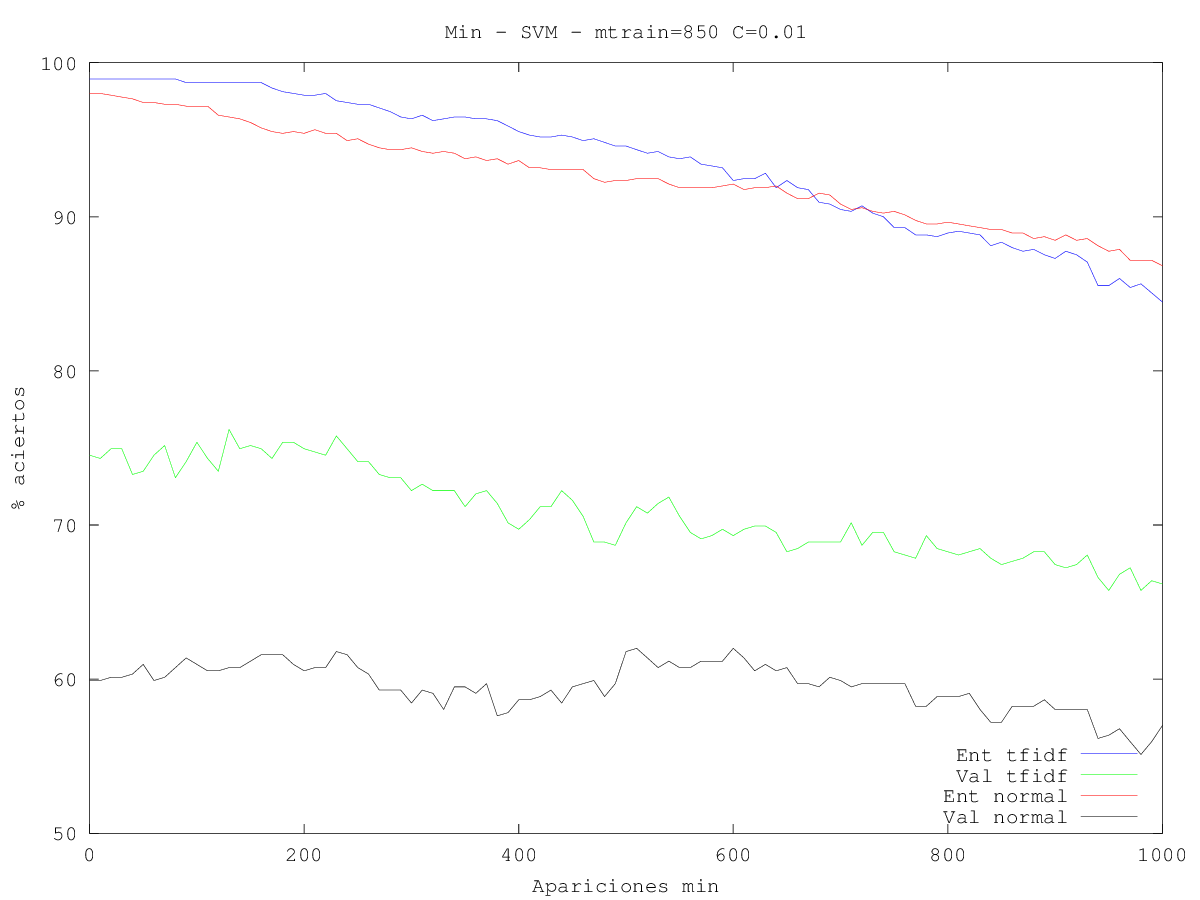 Min - SVM - mtrain=850 C=0.01
100
90
80
70
60
50
% aciertos
0 200 400 600 800 1000
Apariciones min
Ent tfidf
Val tfidf
Ent normal
Val normal